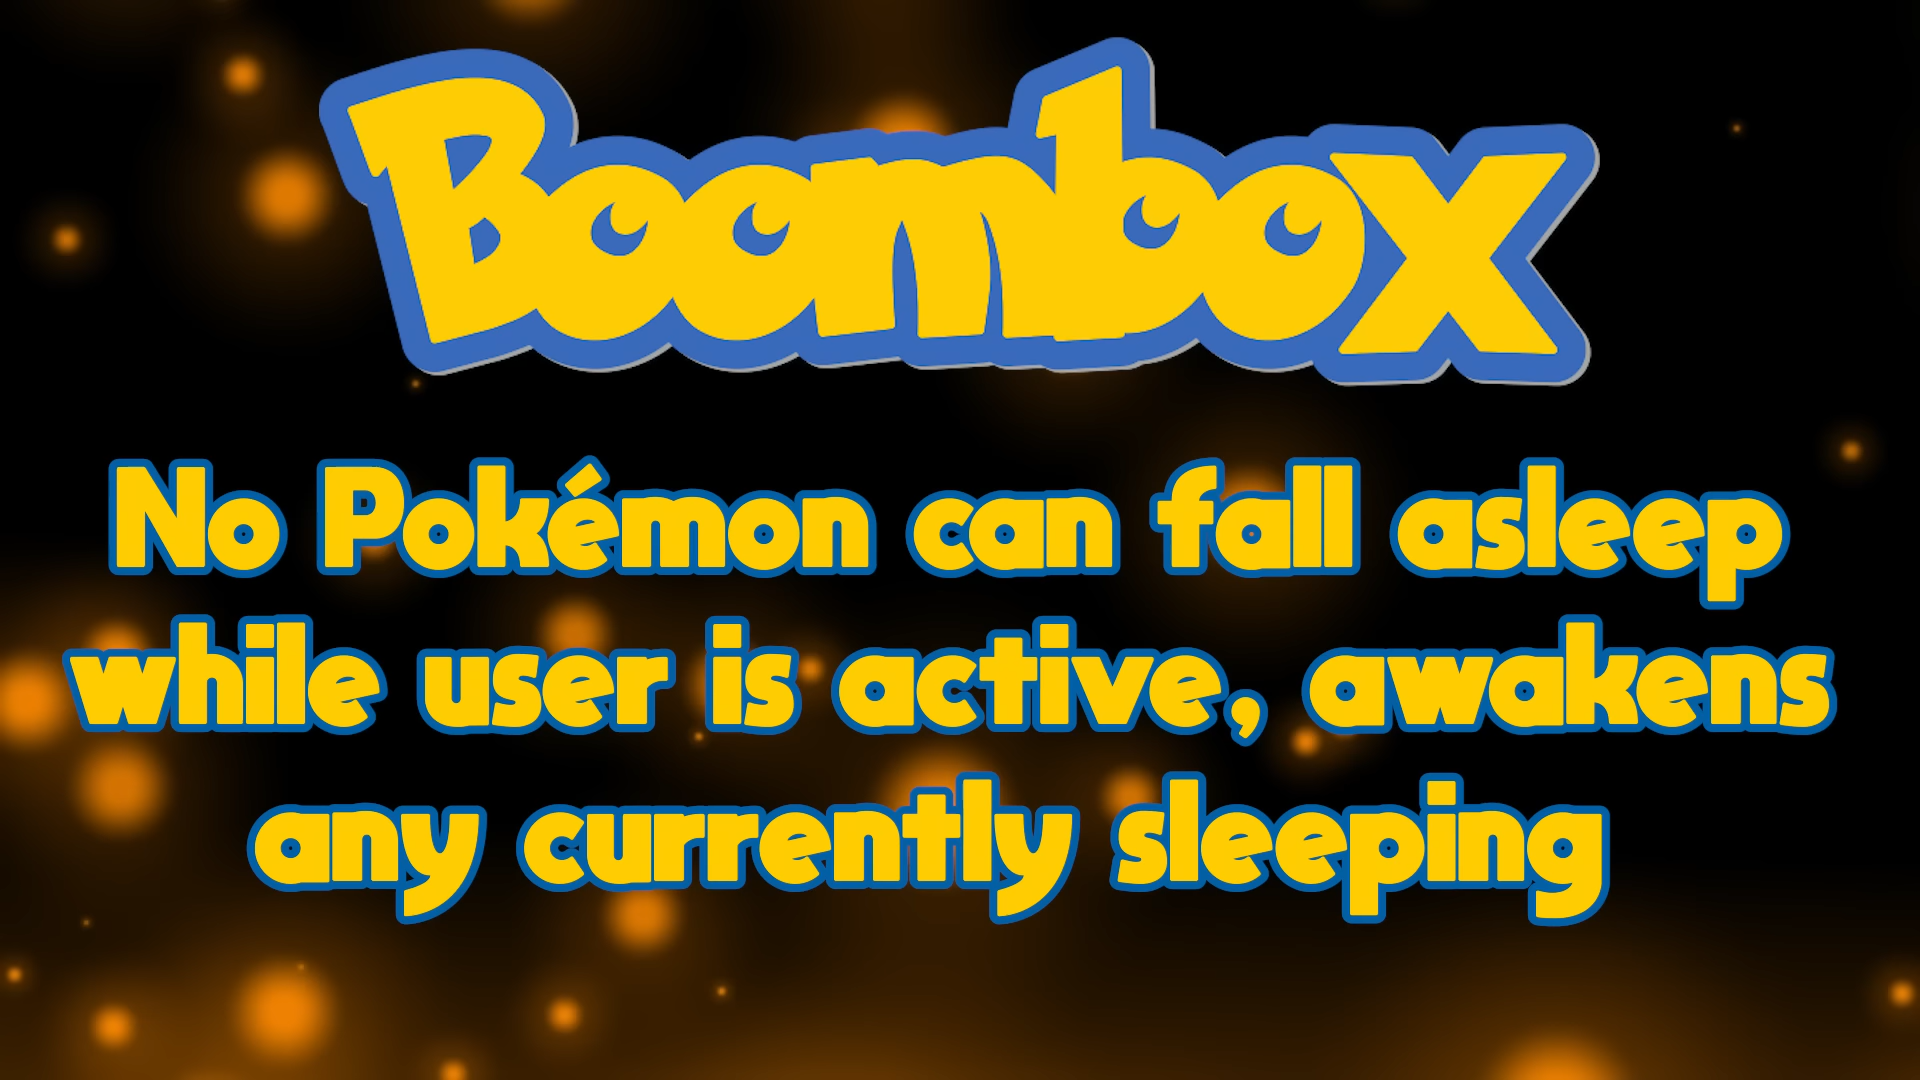 Boombox
No Pokémon can fall asleep
while user is active, awakens
any currently sleeping